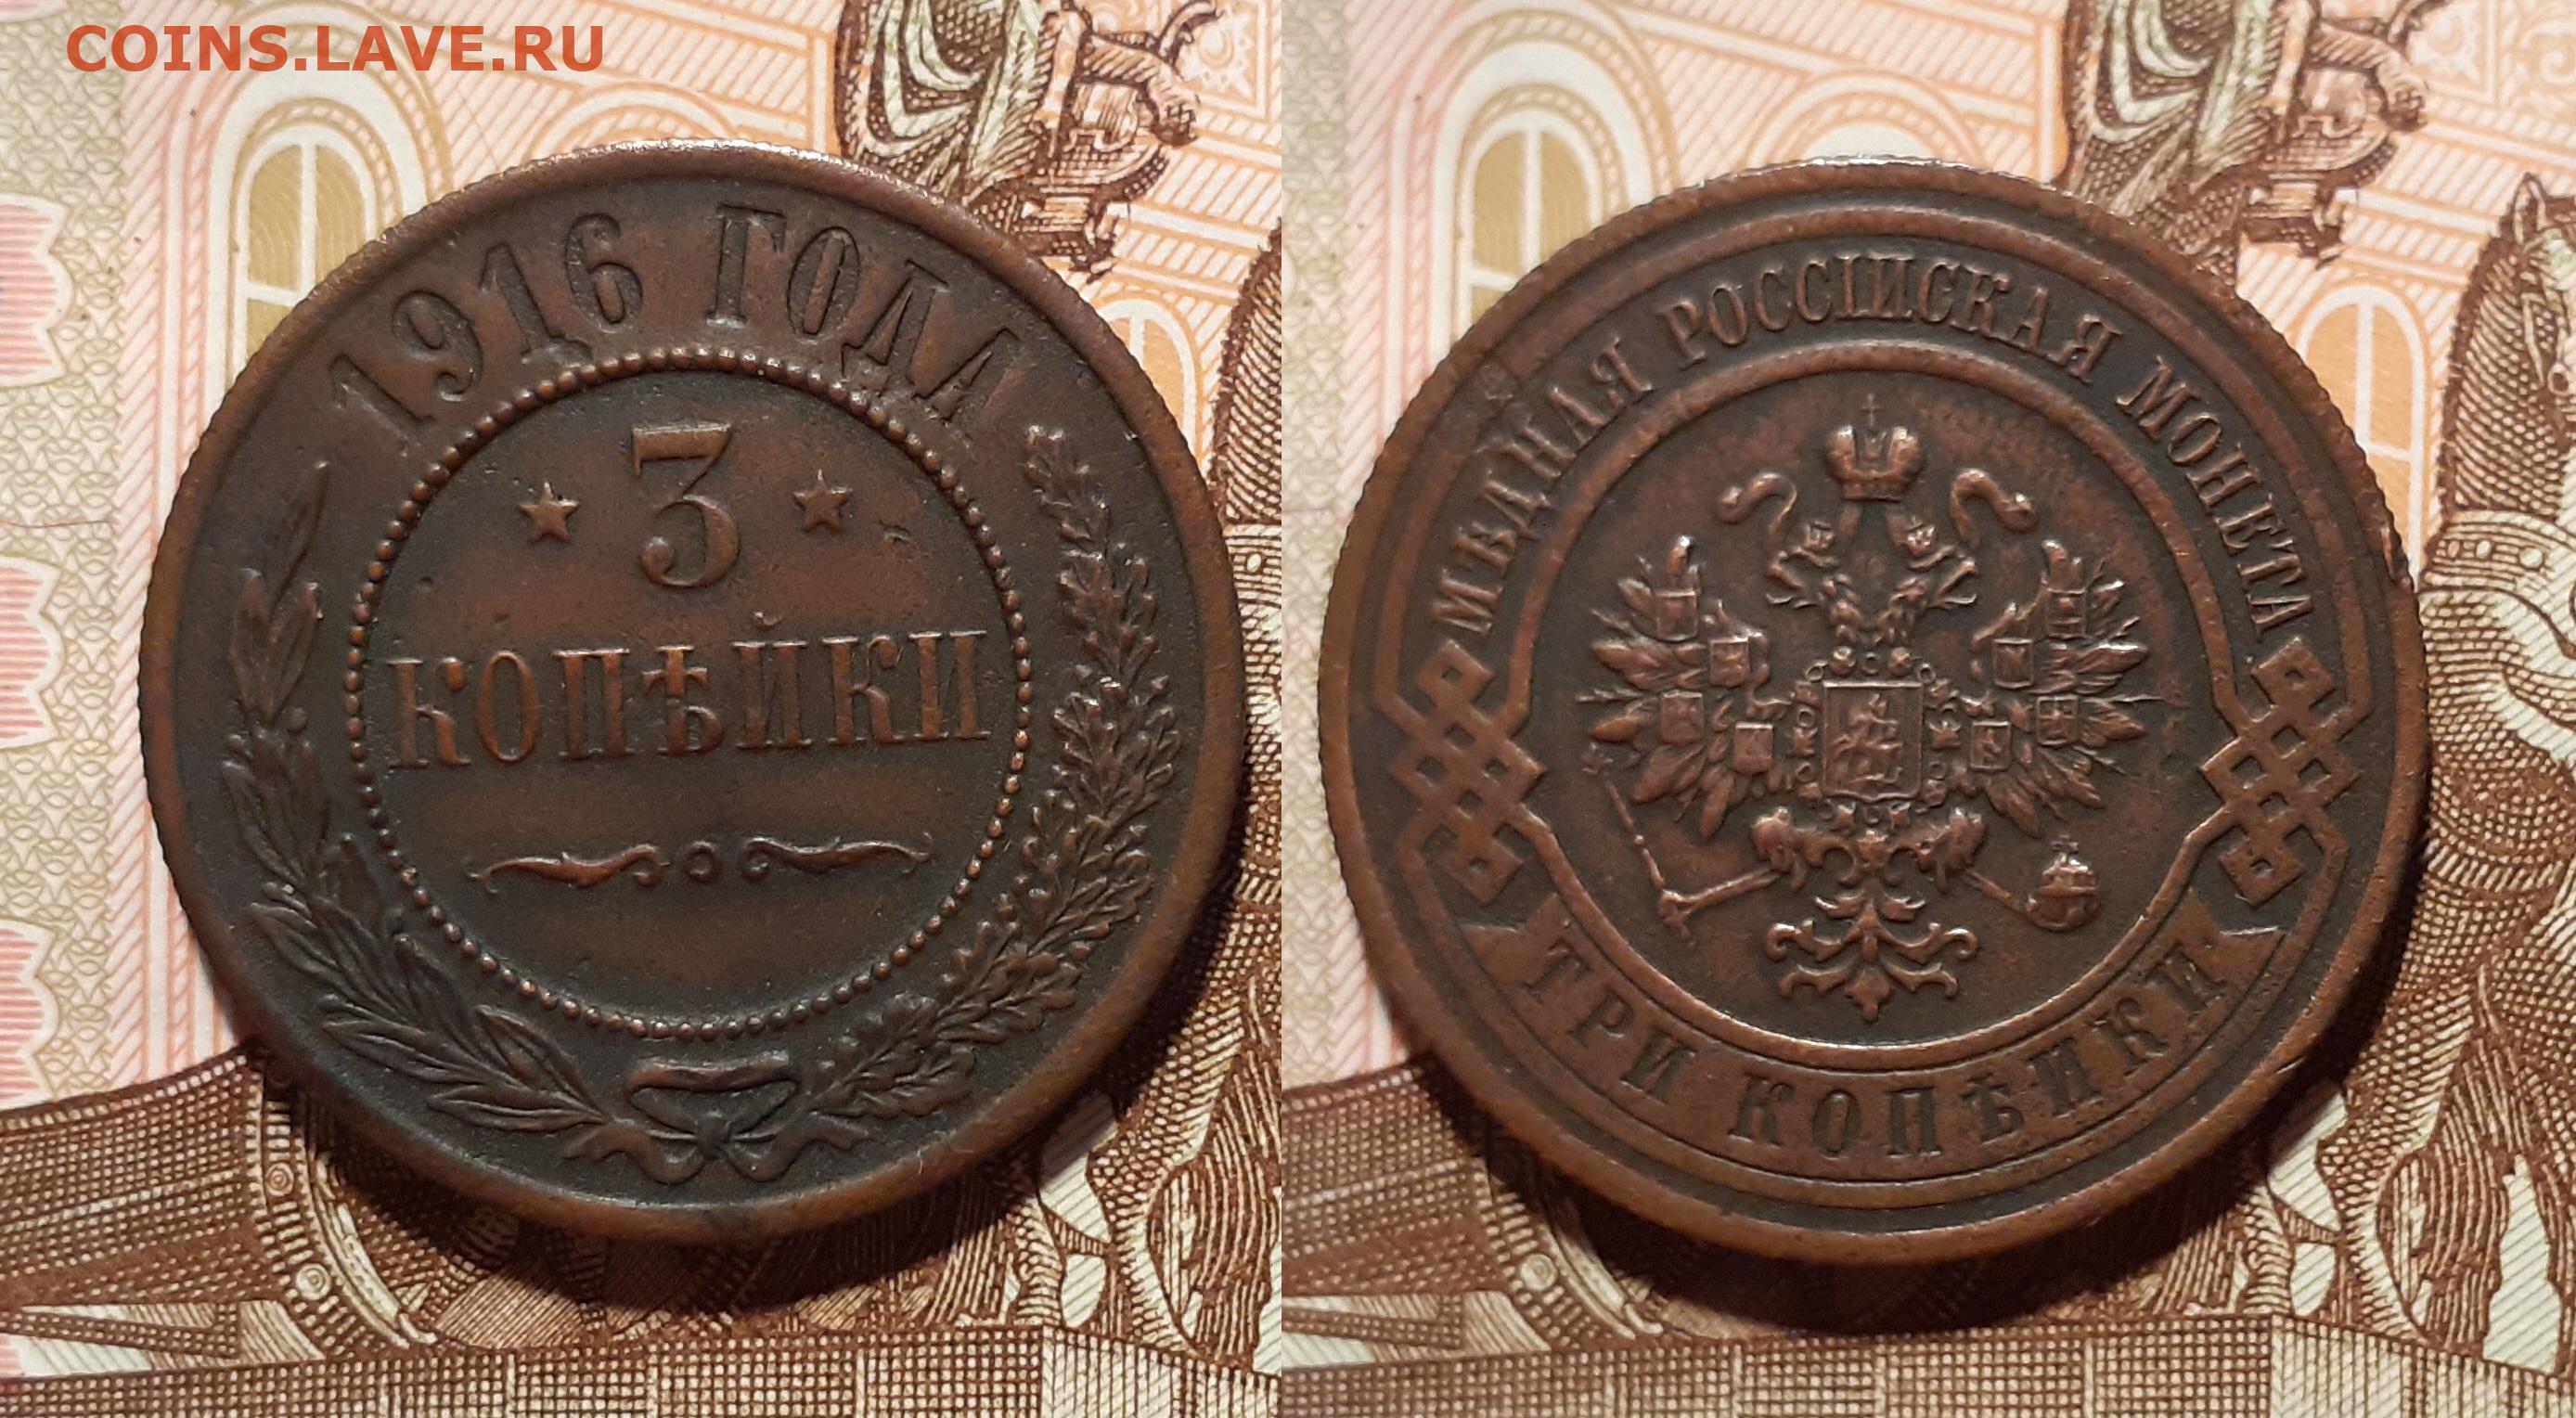 COINS.LAVE.RU
1916 ГОДА
3
КОПѢЙКИ
МѢДНАЯ РОССІЙСКАЯ МОНЕТА
ТРИ КОПѢЙКИ